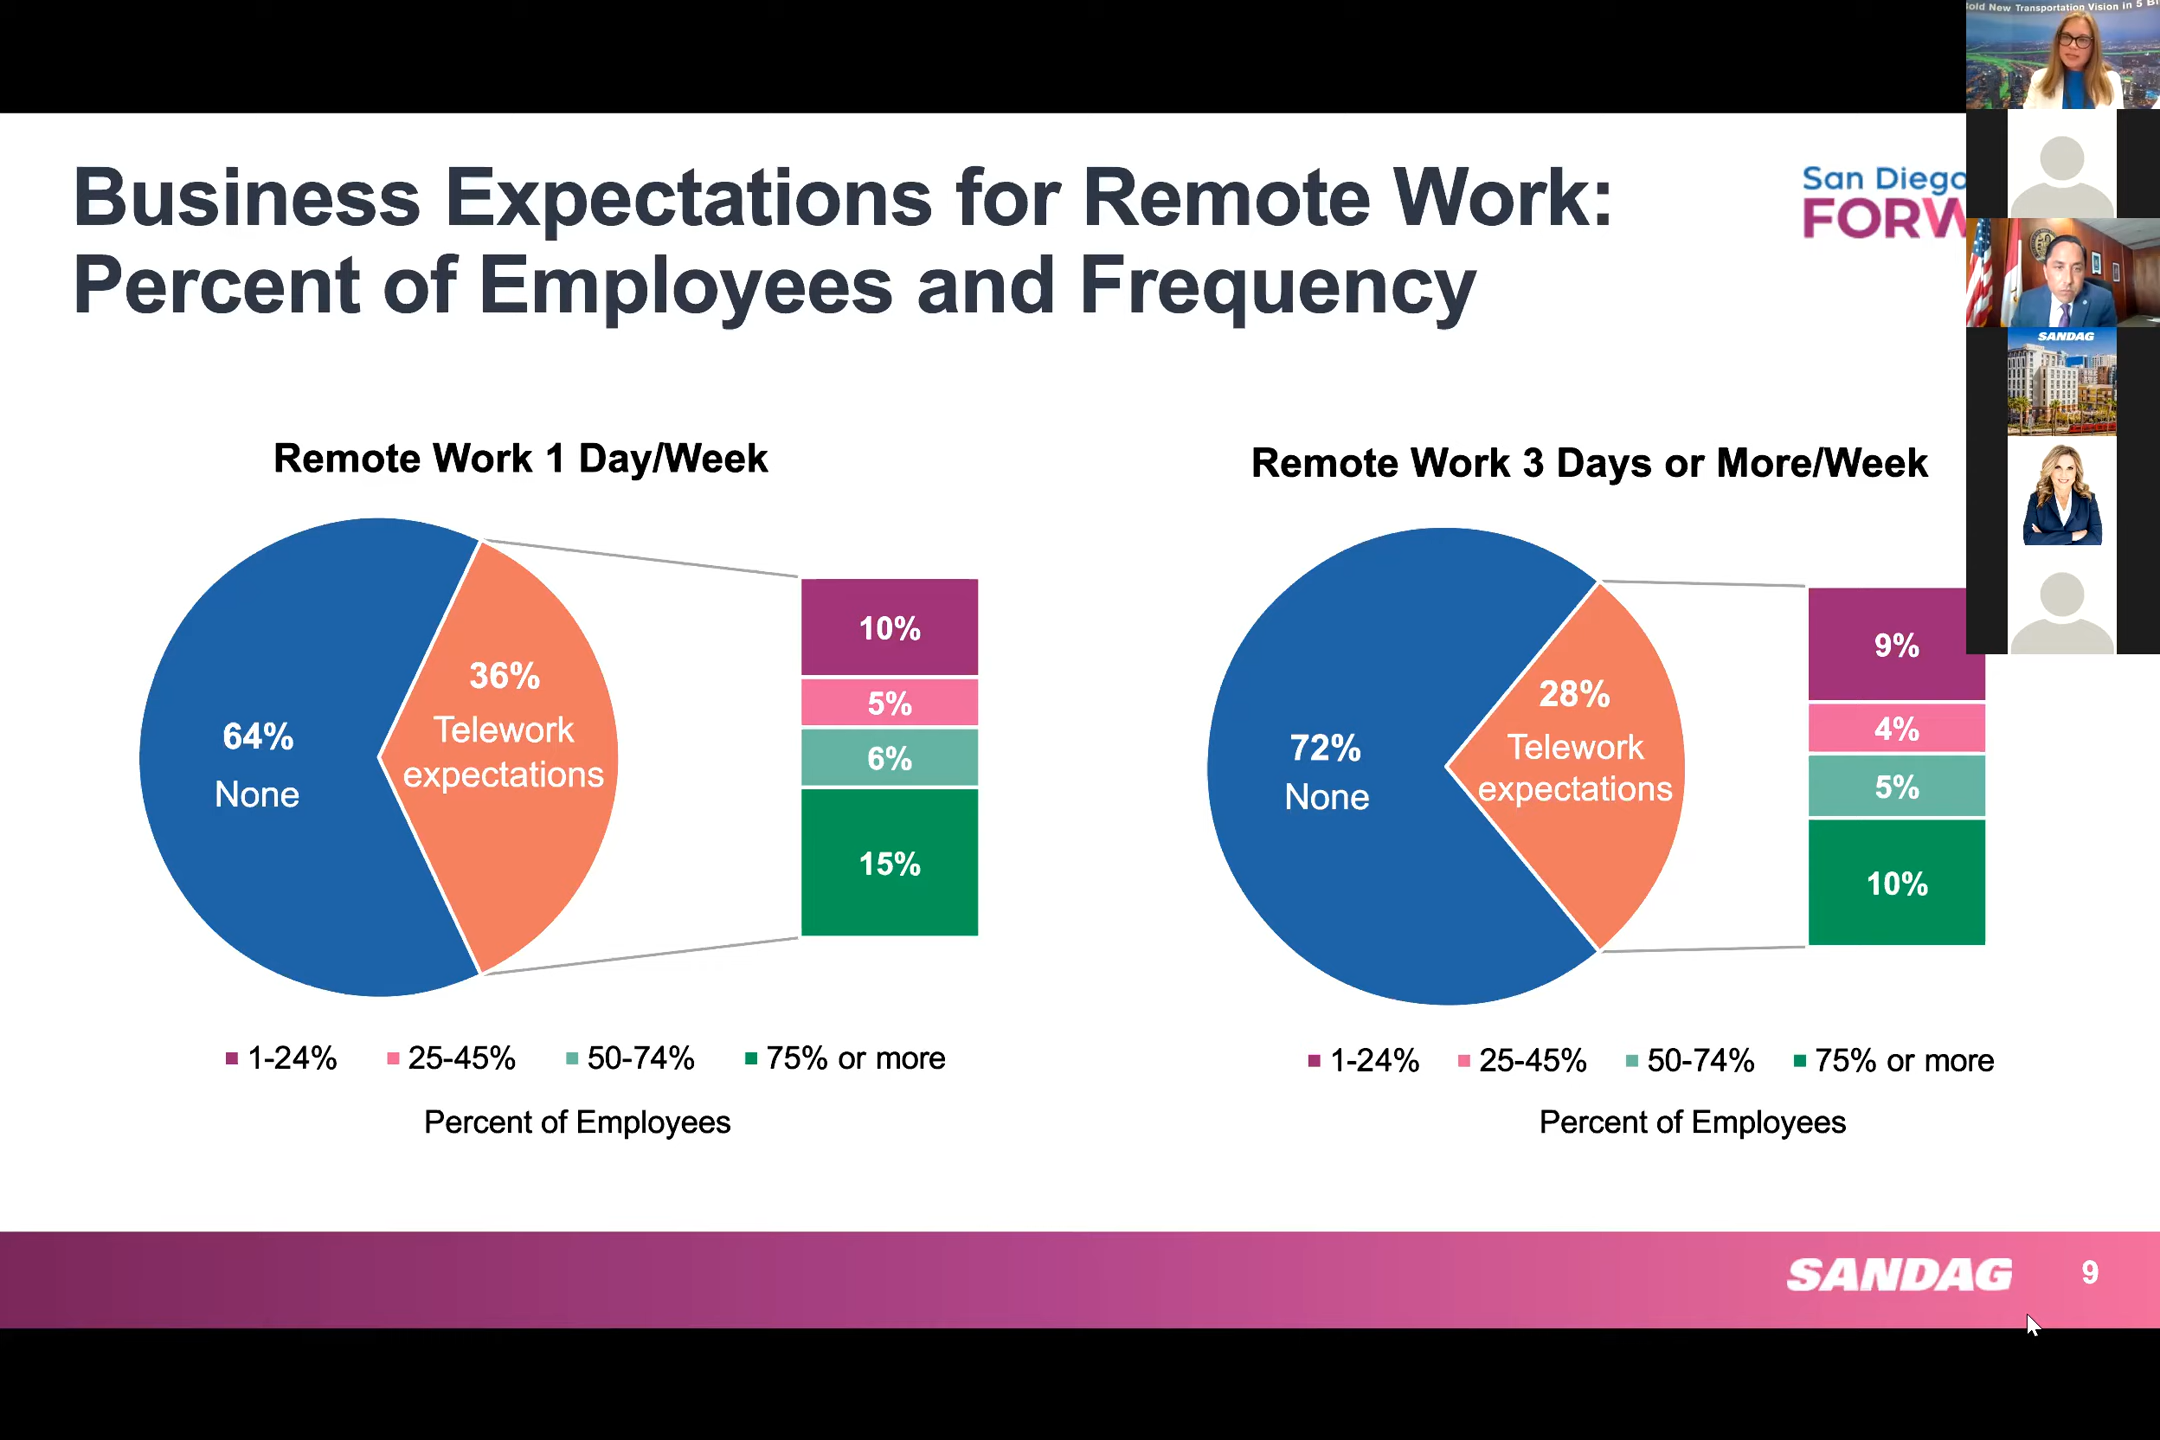 old New Transportation Vision in 5 Bi
Business Expectations for Remote Work:
Percent of Employees and Frequency
San Diego
FORW
SANDAG
Remote Work 1 Day/Week
Remote Work 3 Days or More/Week
64%
None
36%
Telework
expectations
10%
5%
6%
15%
72%
None
28%
Telework
expectations
9%
4%
5%
10%
1-24% 25-45% 50-74% 75% or more
Percent of Employees
1-24% 25-45% 50-74% 75% or more
Percent of Employees
SANDAG 9